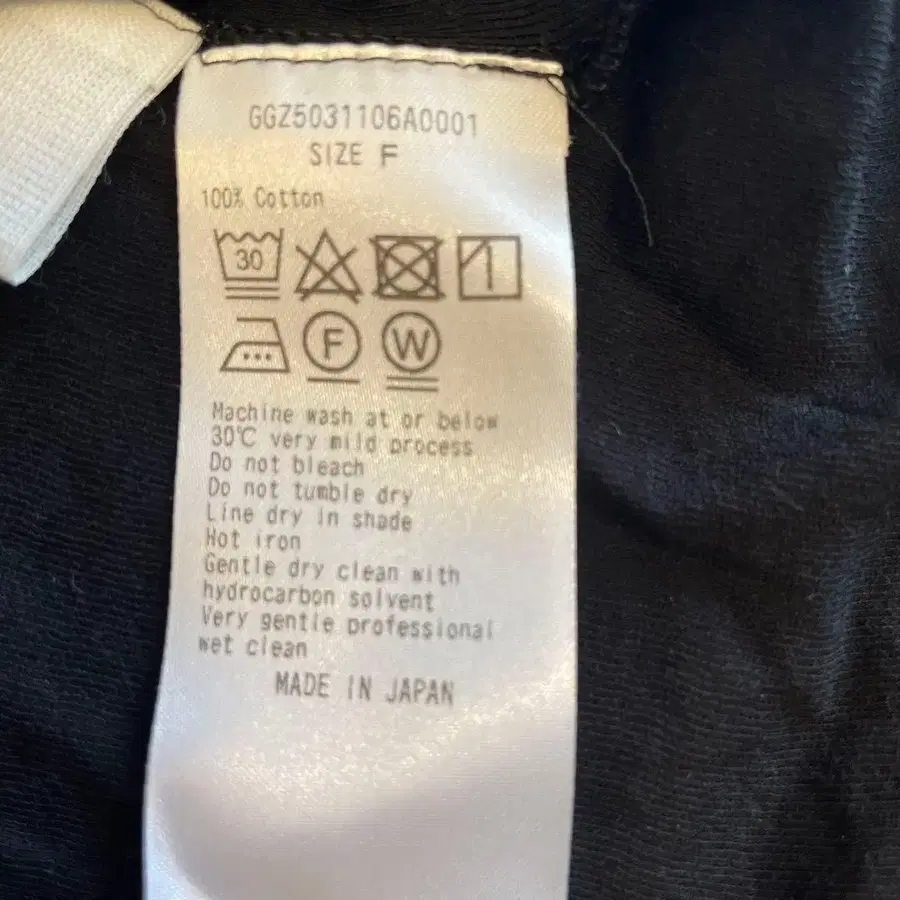 GGZ5031106A0001
SIZE F
100% Cotton
30
F W
Machine wash at or below
30℃ very mild process
Do not bleach
Do not tumble dry
Line dry in shade
Hot iron
Gentle dry clean with
hydrocarbon solvent
Very gentle professional
wet clean
MADE IN JAPAN